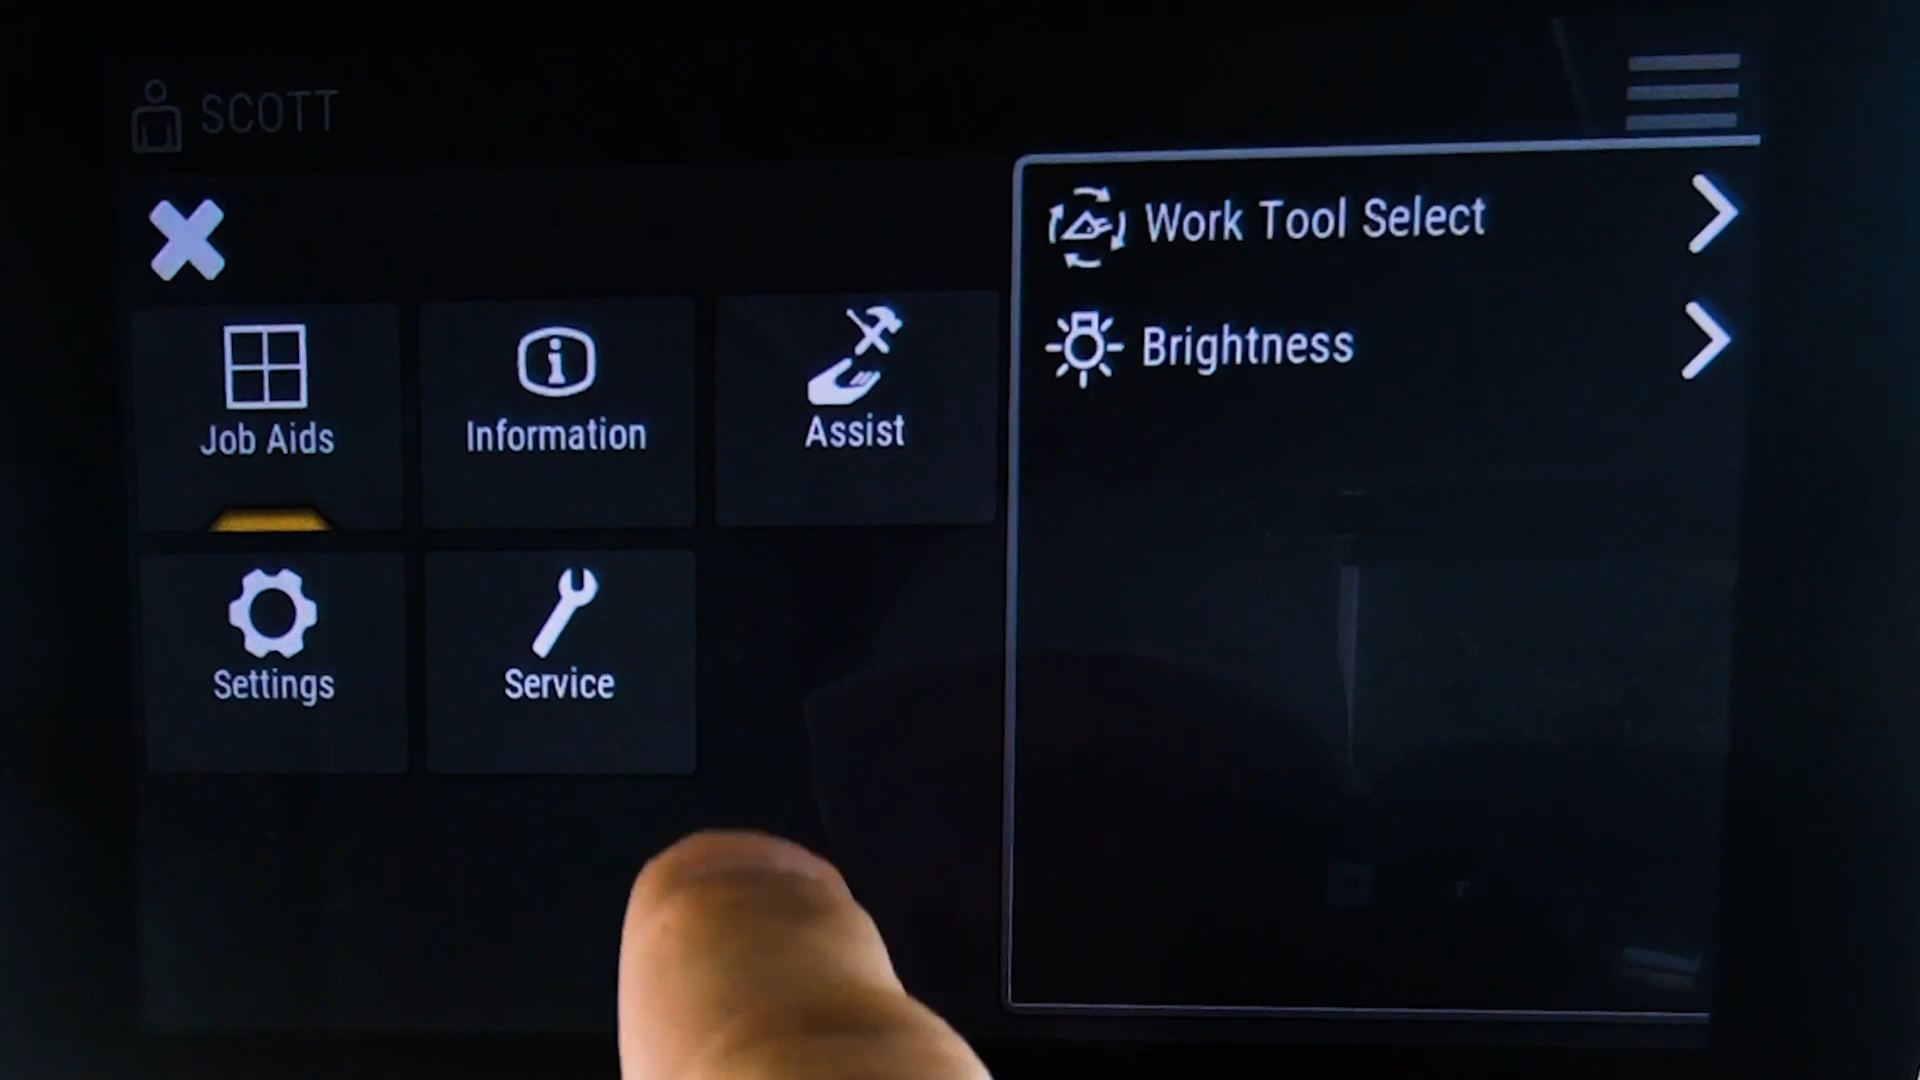 SCOTT
Work Tool Select
Brightness
Job Aids
Information
Assist
Settings
Service